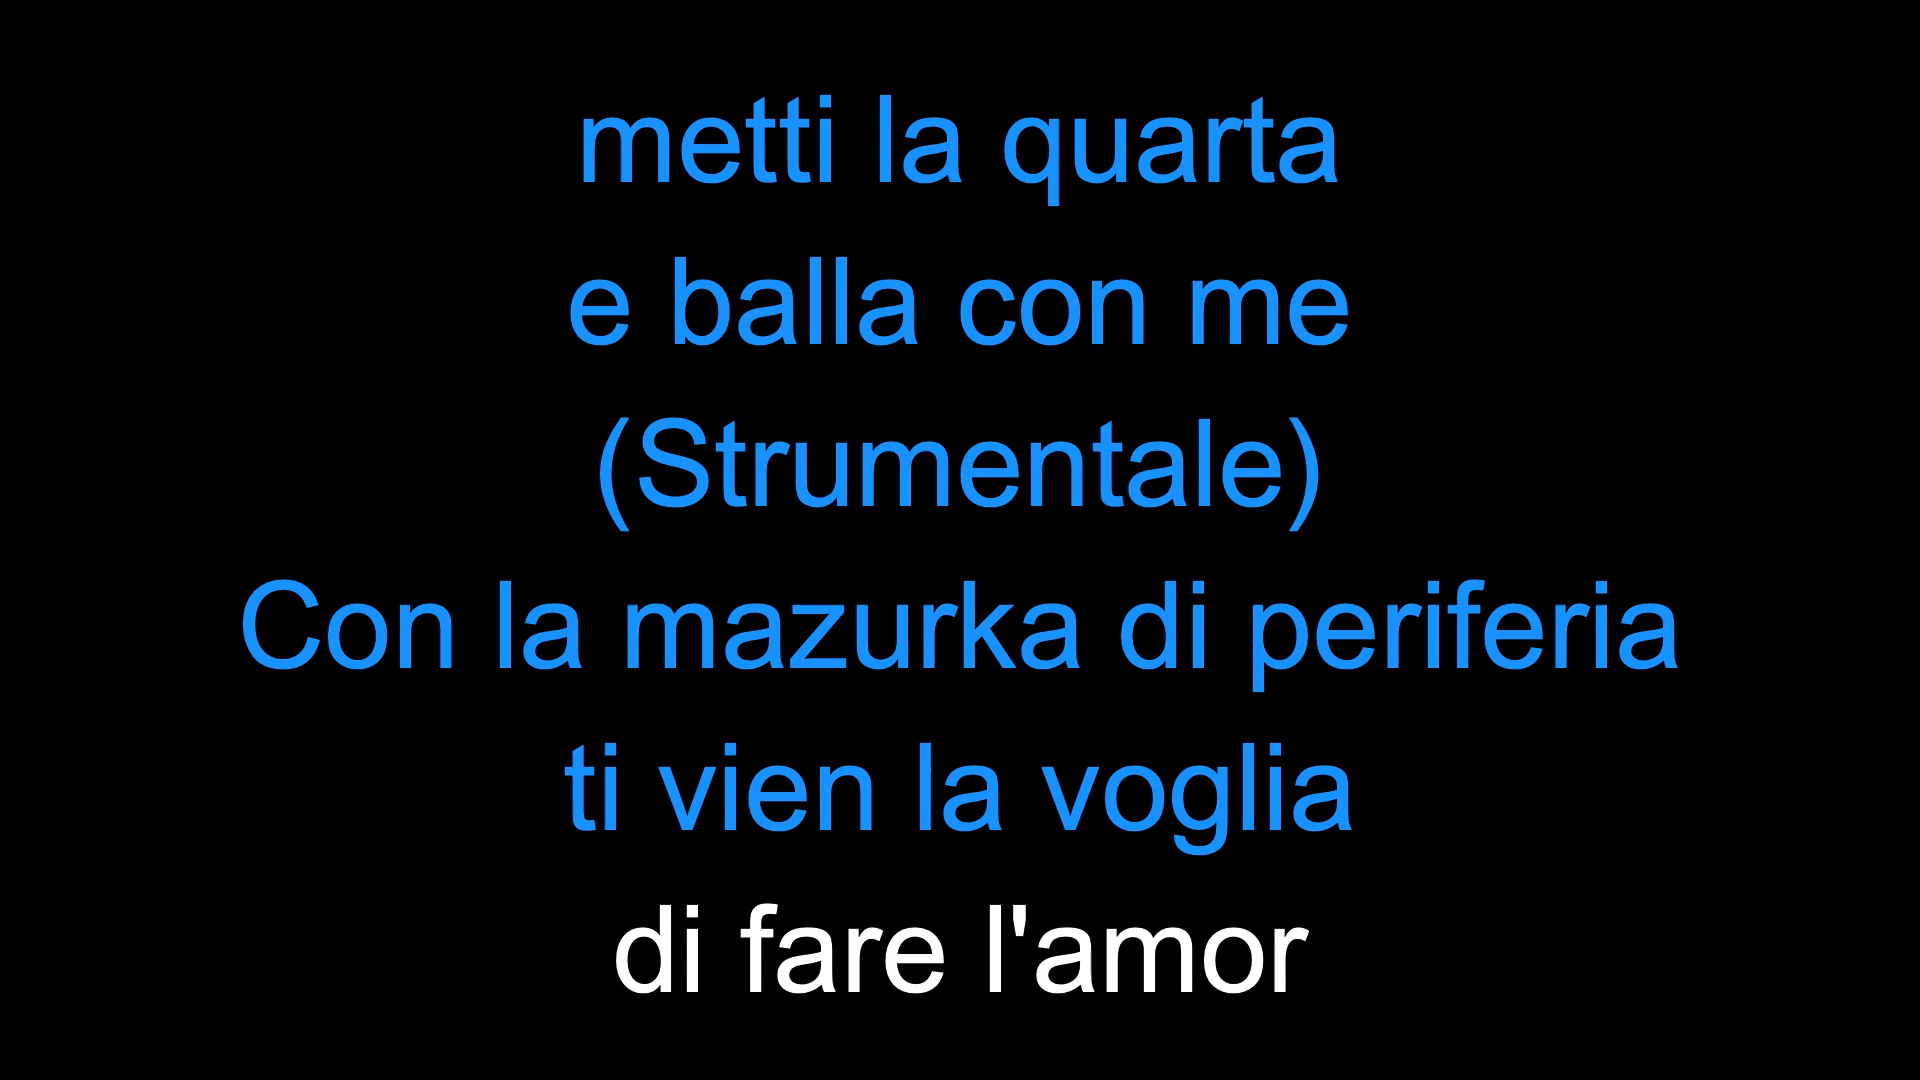 metti la quarta
e balla con me
(Strumentale)
Con la mazurka di periferia
ti vien la voglia
di fare l'amor